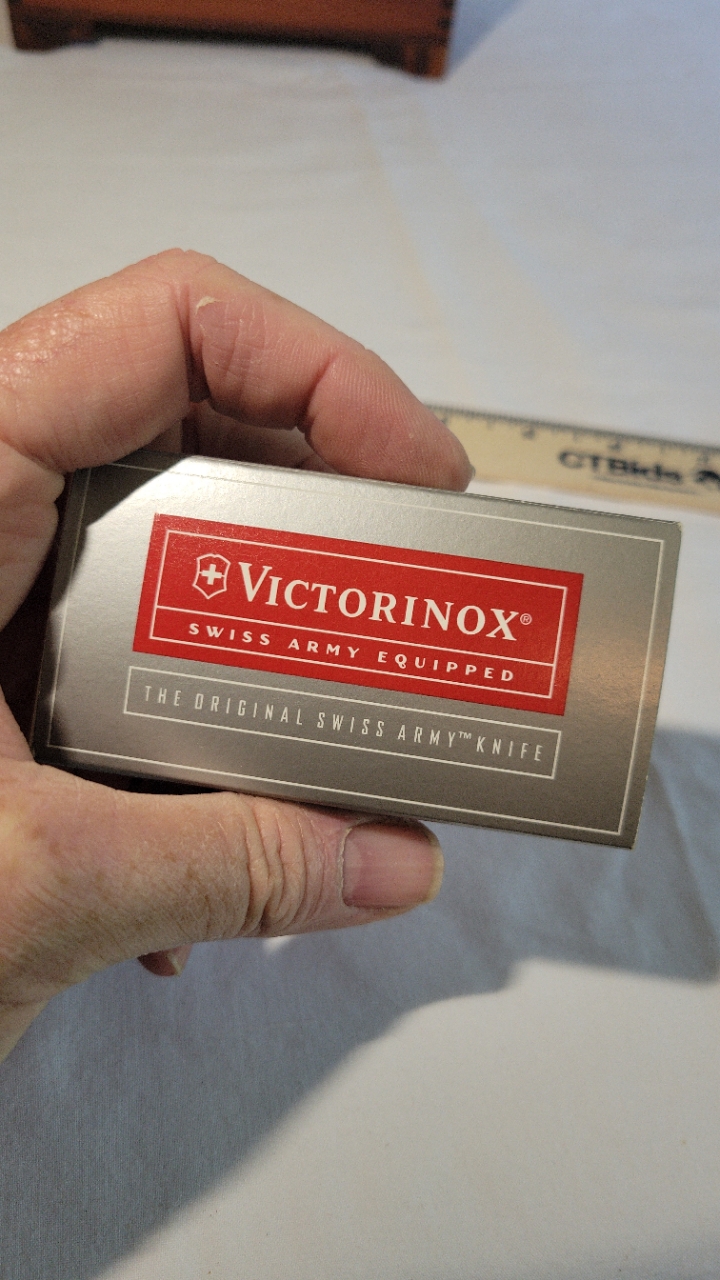 CTBids
VICTORINOX®
SWISS ARMY EQUIPPED
THE ORIGINAL SWISS ARMY™ KNIFE